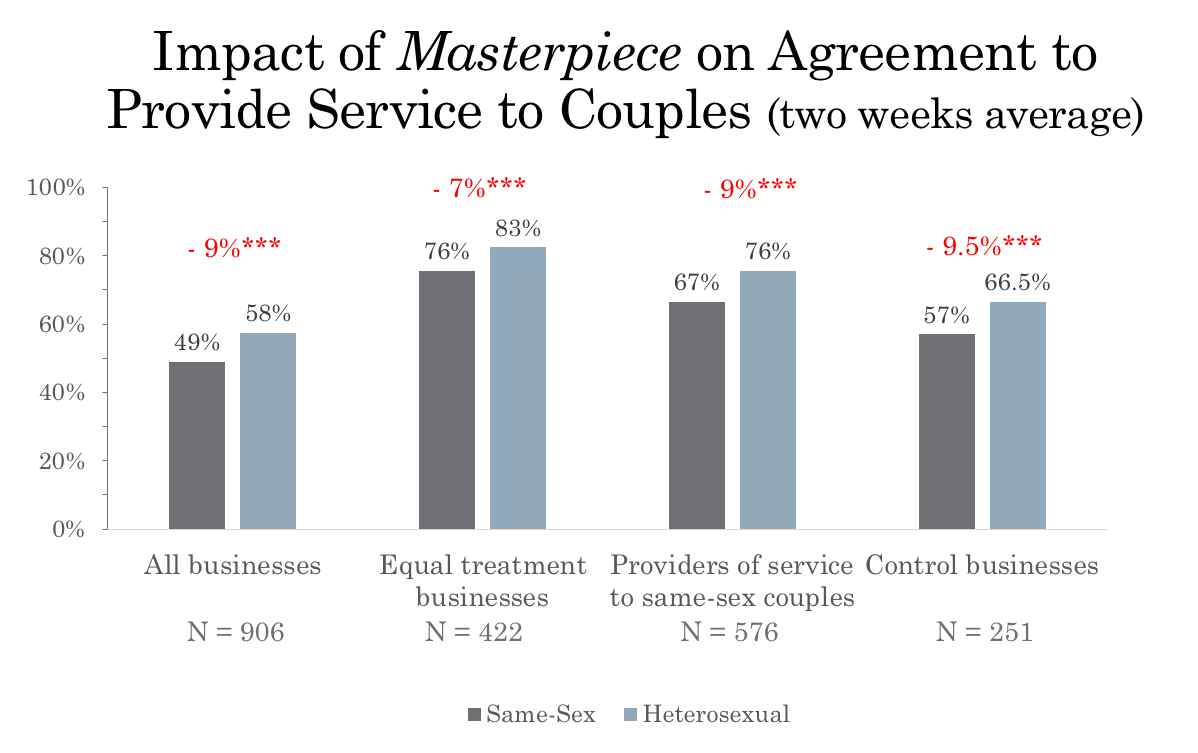 Impact of Masterpiece on Agreement to
Provide Service to Couples (two weeks average)
100%
80%
60%
40%
20%
0%
- 9%***
49%
58%
- 7%***
76%
83%
- 9%***
67%
76%
- 9.5%***
57%
66.5%
All businesses
N = 906
Equal treatment
businesses
N = 422
Providers of service
to same-sex couples
N = 576
Control businesses
N = 251
Same-Sex
Heterosexual